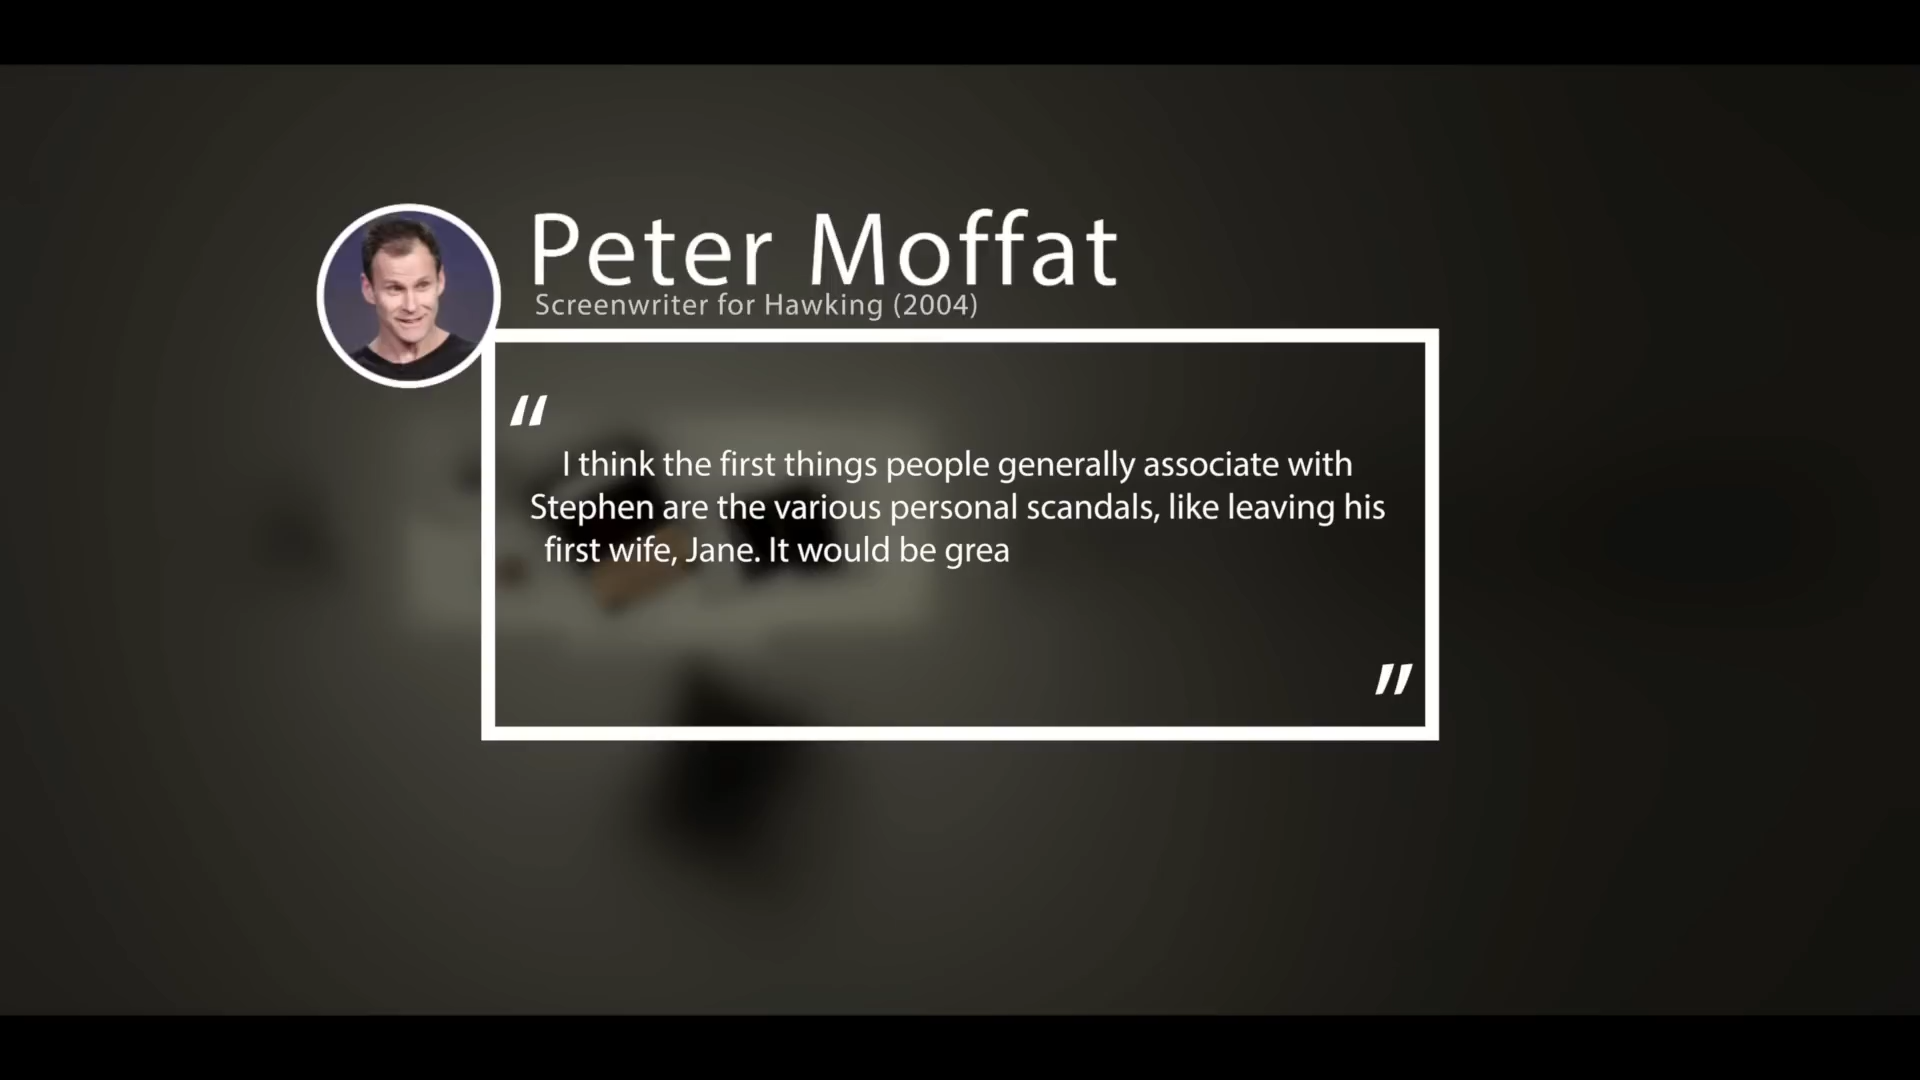 Peter Moffat
Screenwriter for Hawking (2004)
“
I think the first things people generally associate with
Stephen are the various personal scandals, like leaving his
first wife, Jane. It would be grea
”